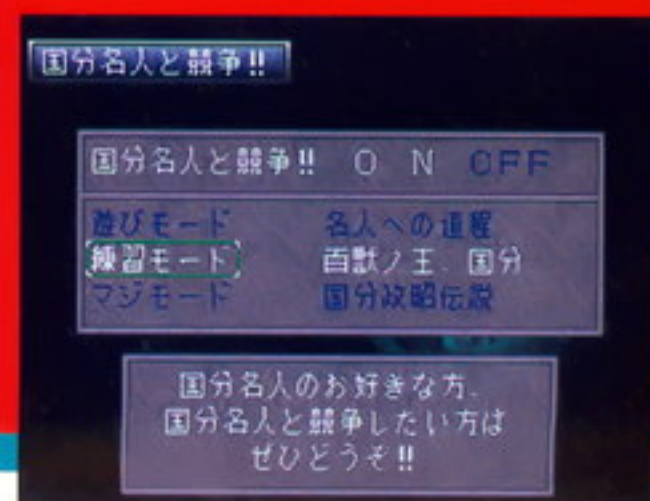 国分名人と競争!!
国分名人と競争!! ON OFF
遊びモード 名人への道程
練習モード 百獣ノ王、国分
マジモード 国分攻略伝説
国分名人のお好きな方、
国分名人と競争したい方は
ぜひどうぞ!!